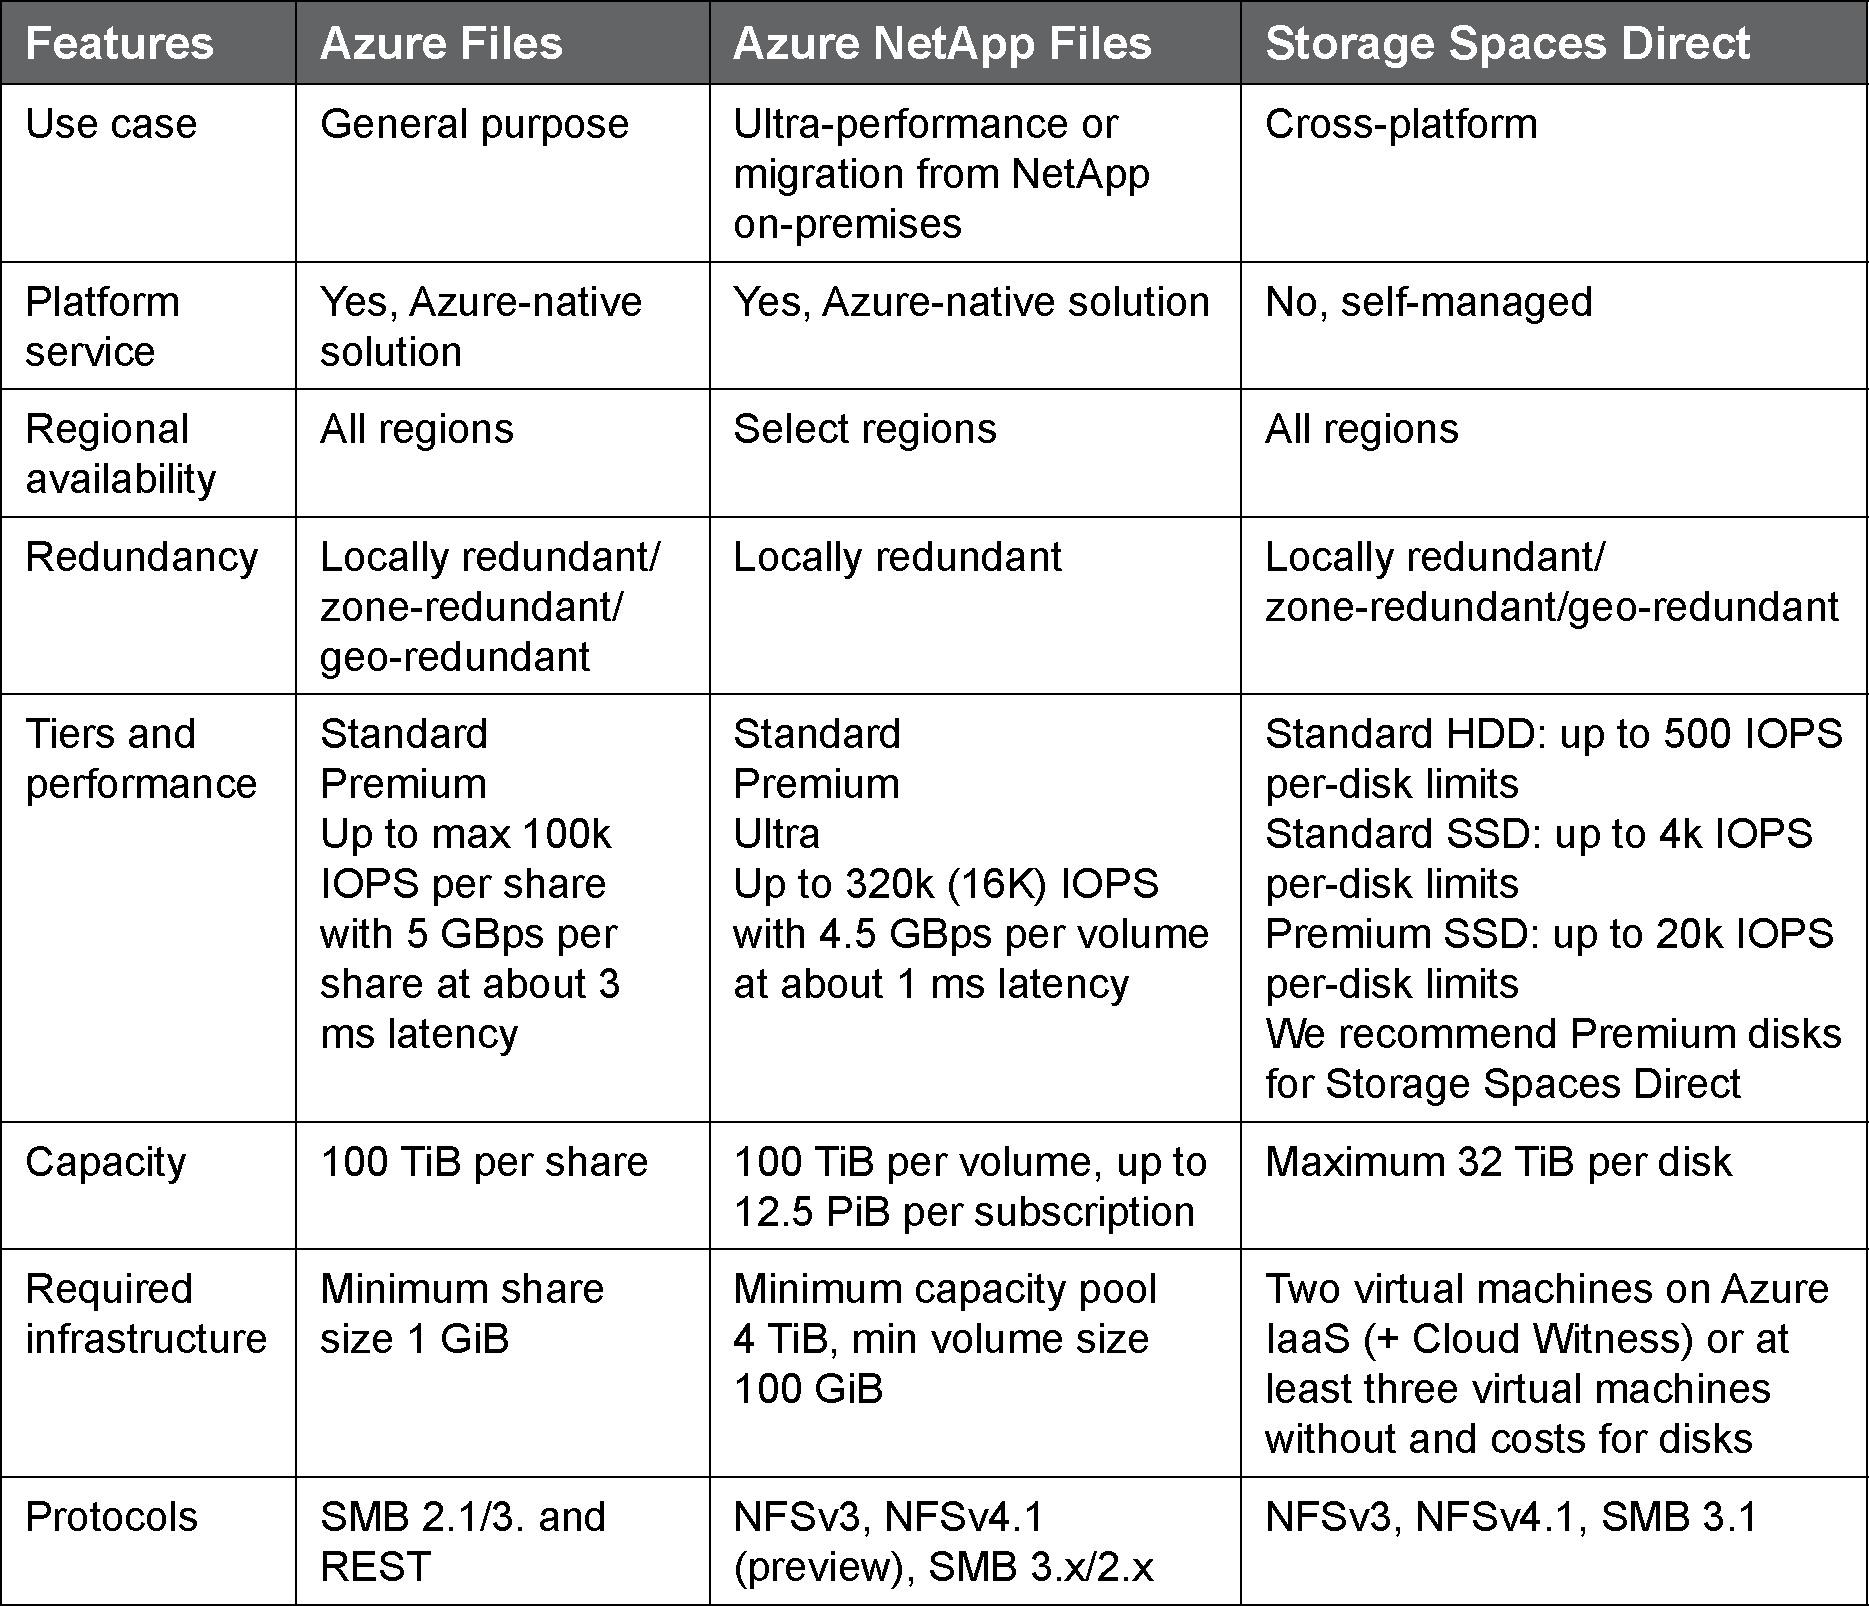 Features
Azure Files
Azure NetApp Files
Storage Spaces Direct
Use case
General purpose
Ultra-performance or
migration from NetApp
on-premises
Cross-platform
Platform
service
Yes, Azure-native
solution
Yes, Azure-native solution
No, self-managed
Regional
availability
All regions
Select regions
All regions
Redundancy
Locally redundant/
zone-redundant/
geo-redundant
Locally redundant
Locally redundant/
zone-redundant/geo-redundant
Tiers and
performance
Standard
Premium
Up to max 100k
IOPS per share
with 5 GBps per
share at about 3
ms latency
Standard
Premium
Ultra
Up to 320k (16K) IOPS
with 4.5 GBps per volume
at about 1 ms latency
Standard HDD: up to 500 IOPS
per-disk limits
Standard SSD: up to 4k IOPS
per-disk limits
Premium SSD: up to 20k IOPS
per-disk limits
We recommend Premium disks
for Storage Spaces Direct
Capacity
100 TiB per share
100 TiB per volume, up to
12.5 PiB per subscription
Maximum 32 TiB per disk
Required
infrastructure
Minimum share
size 1 GiB
Minimum capacity pool
4 TiB, min volume size
100 GiB
Two virtual machines on Azure
IaaS (+ Cloud Witness) or at
least three virtual machines
without and costs for disks
Protocols
SMB 2.1/3. and
REST
NFSv3, NFSv4.1
(preview), SMB 3.x/2.x
NFSv3, NFSv4.1, SMB 3.1